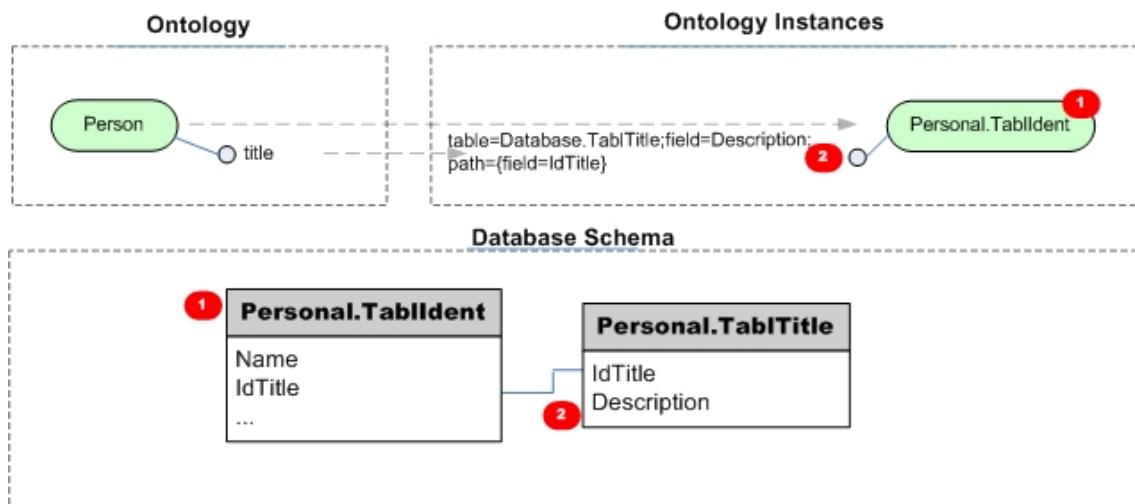 Ontology
Ontology Instances
Person
title
table=Database.TablTitle;field=Description;
path={field=IdTitle}
2
Personal.TablIdent
1
Database Schema
1
Personal.TablIdent
Name
IdTitle
...
Personal.TablTitle
IdTitle
Description
2